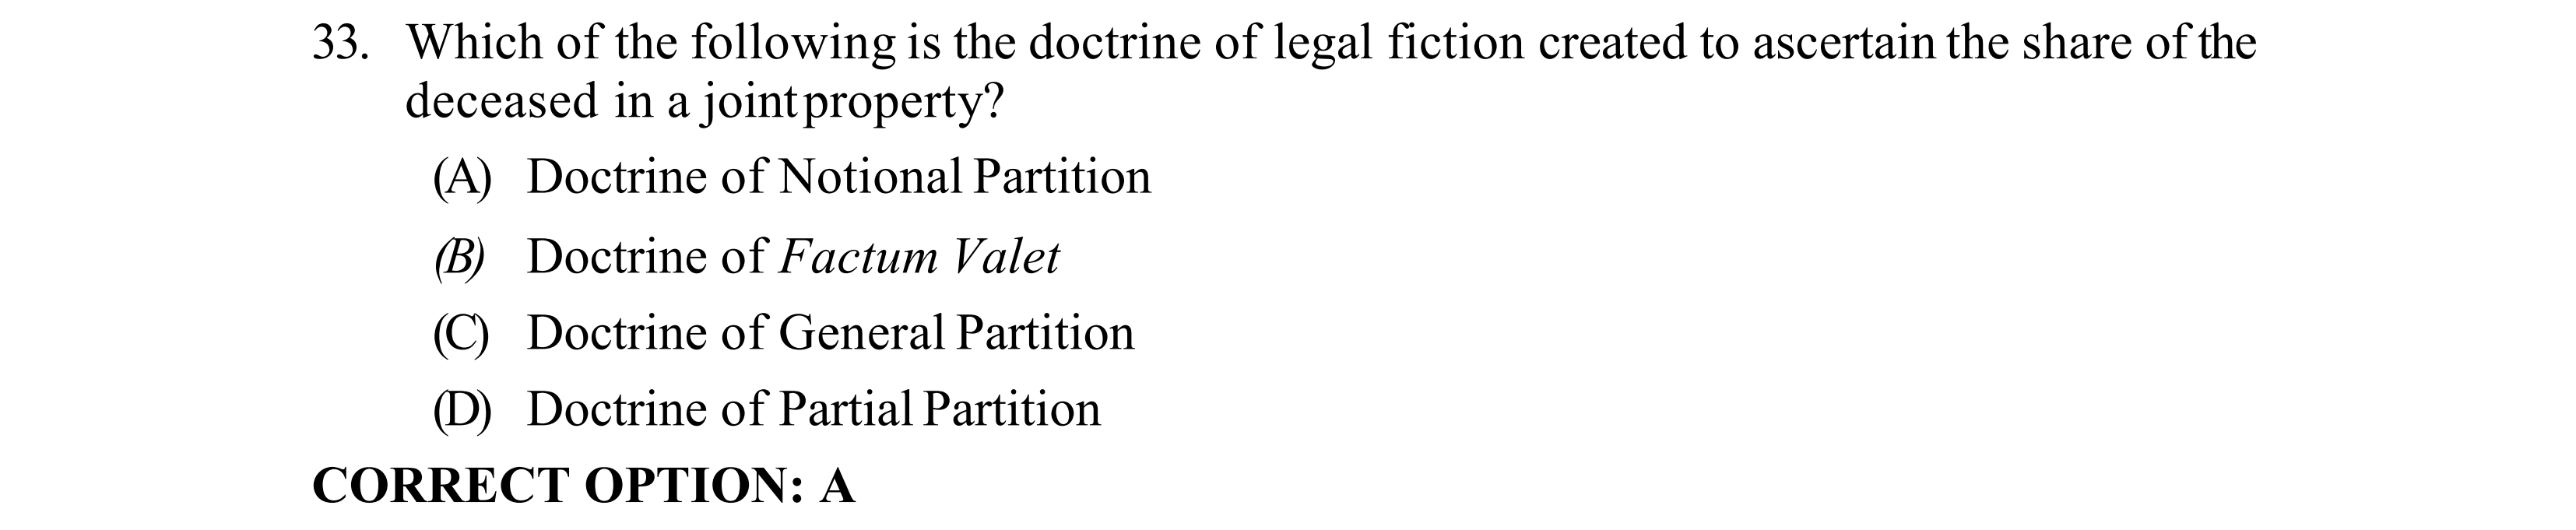 33. Which of the following is the doctrine of legal fiction created to ascertain the share of the
deceased in a joint property?
(A) Doctrine of Notional Partition
(B) Doctrine of Factum Valet
(C) Doctrine of General Partition
(D) Doctrine of Partial Partition
CORRECT OPTION: A